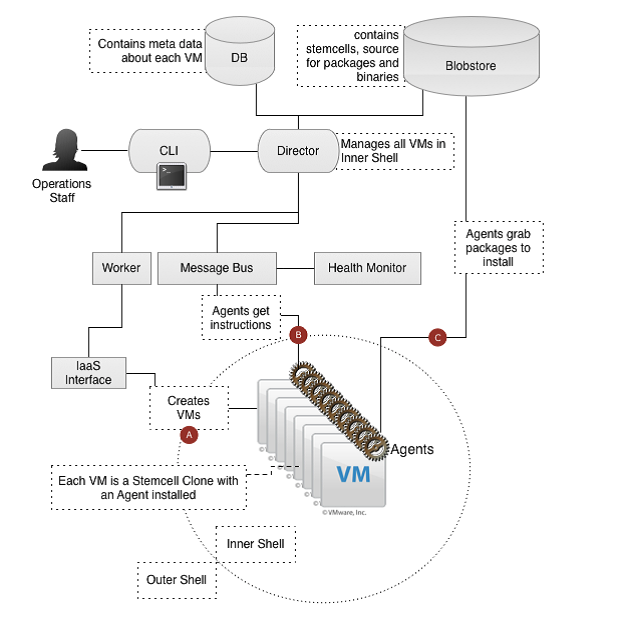 Contains meta data
about each VM
DB
contains
stemcells, source
for packages and
binaries
Blobstore
Operations
Staff
CLI
>_
Director
Manages all VMs in
Inner Shell
Agents grab
packages to
install
Worker
Message Bus
Health Monitor
Agents get
instructions
B
C
IaaS
Interface
Creates
VMs
A
Agents
Each VM is a Stemcell Clone with
an Agent installed
VM
©VMware, Inc.
Inner Shell
Outer Shell